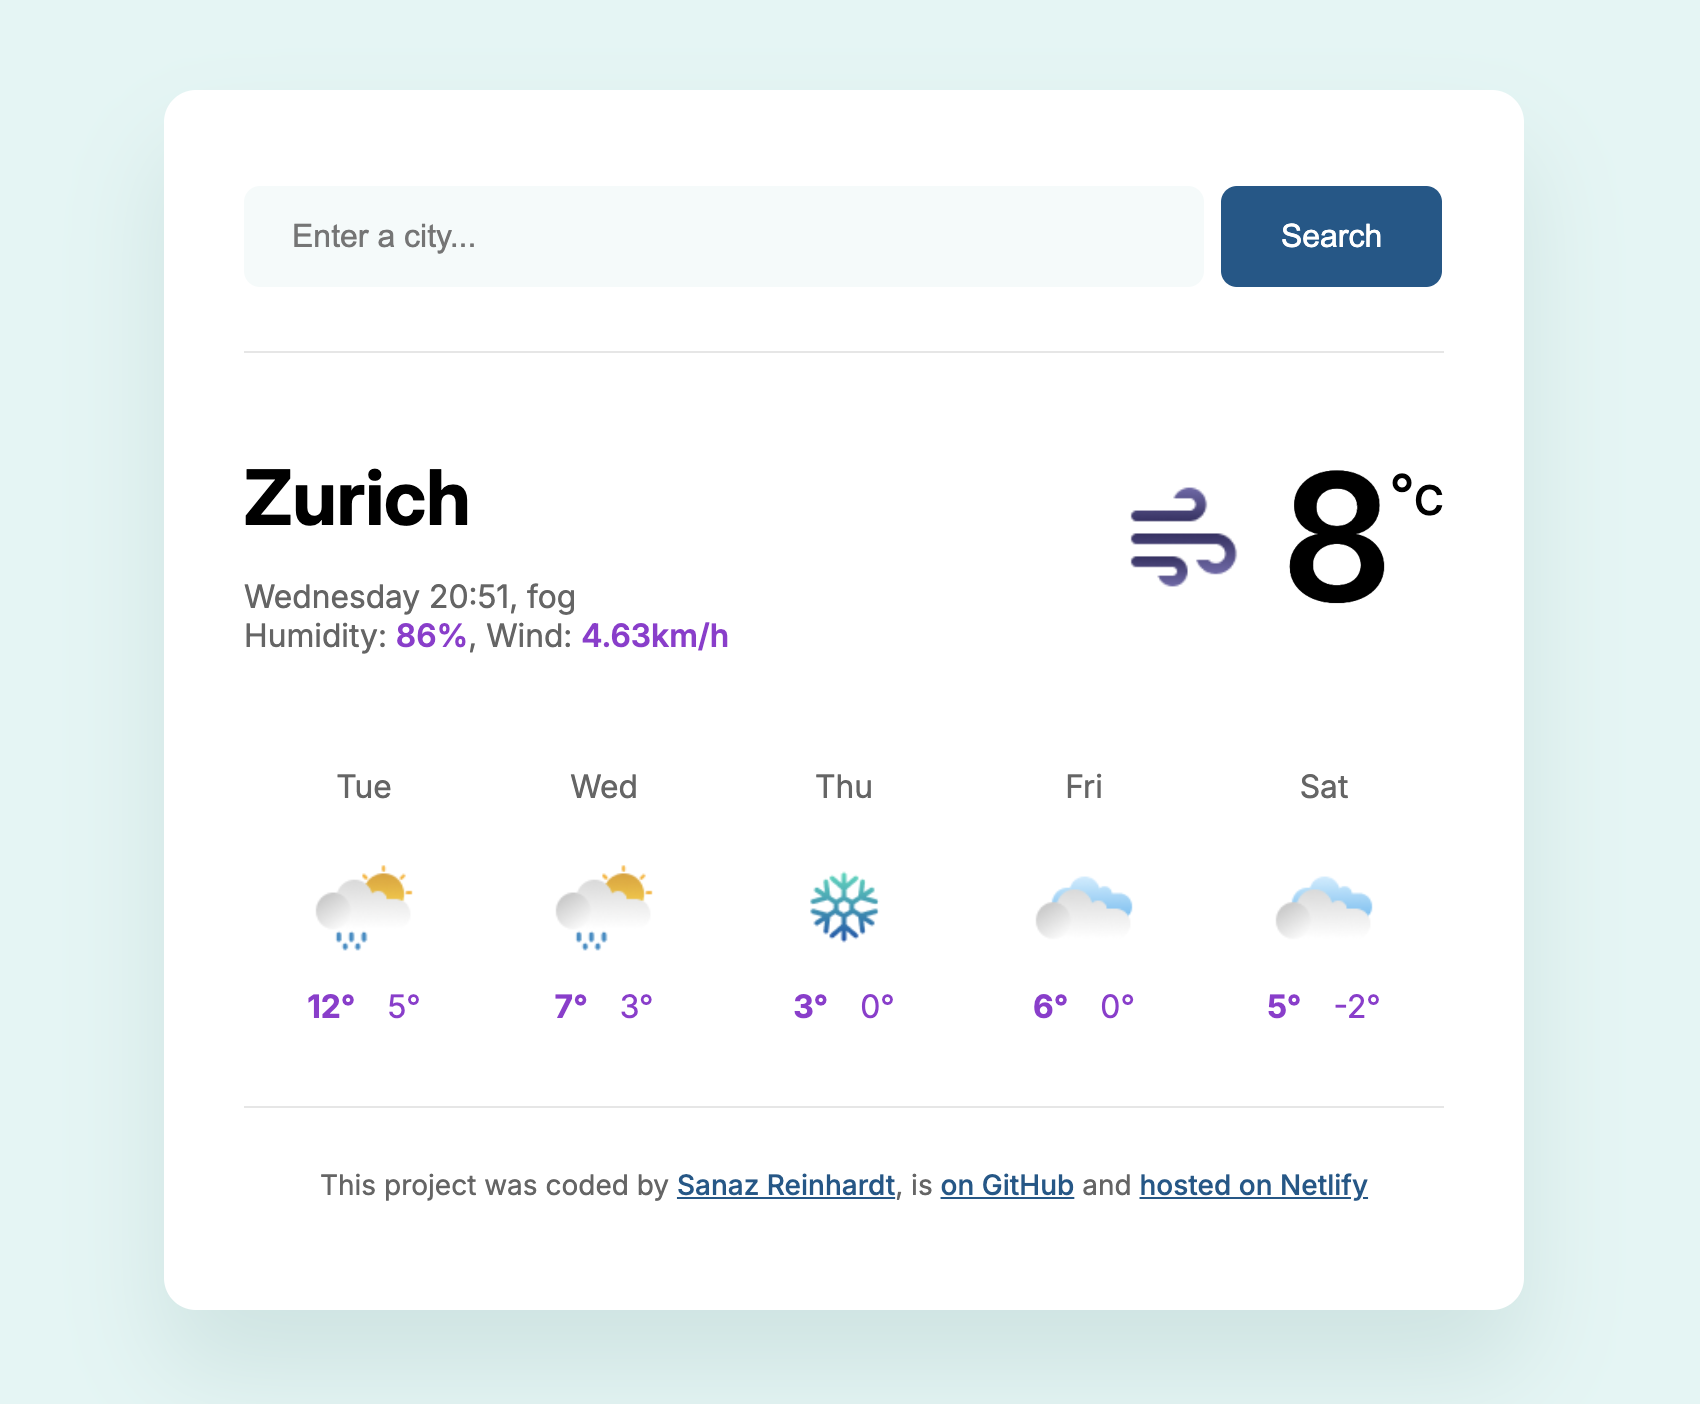 Enter a city...
Search
Zurich
8°C
Wednesday 20:51, fog
Humidity: 86%, Wind: 4.63km/h
Tue Wed Thu Fri Sat
12° 5° 7° 3° 3° 0° 6° 0° 5° -2°
This project was coded by Sanaz Reinhardt, is on GitHub and hosted on Netlify